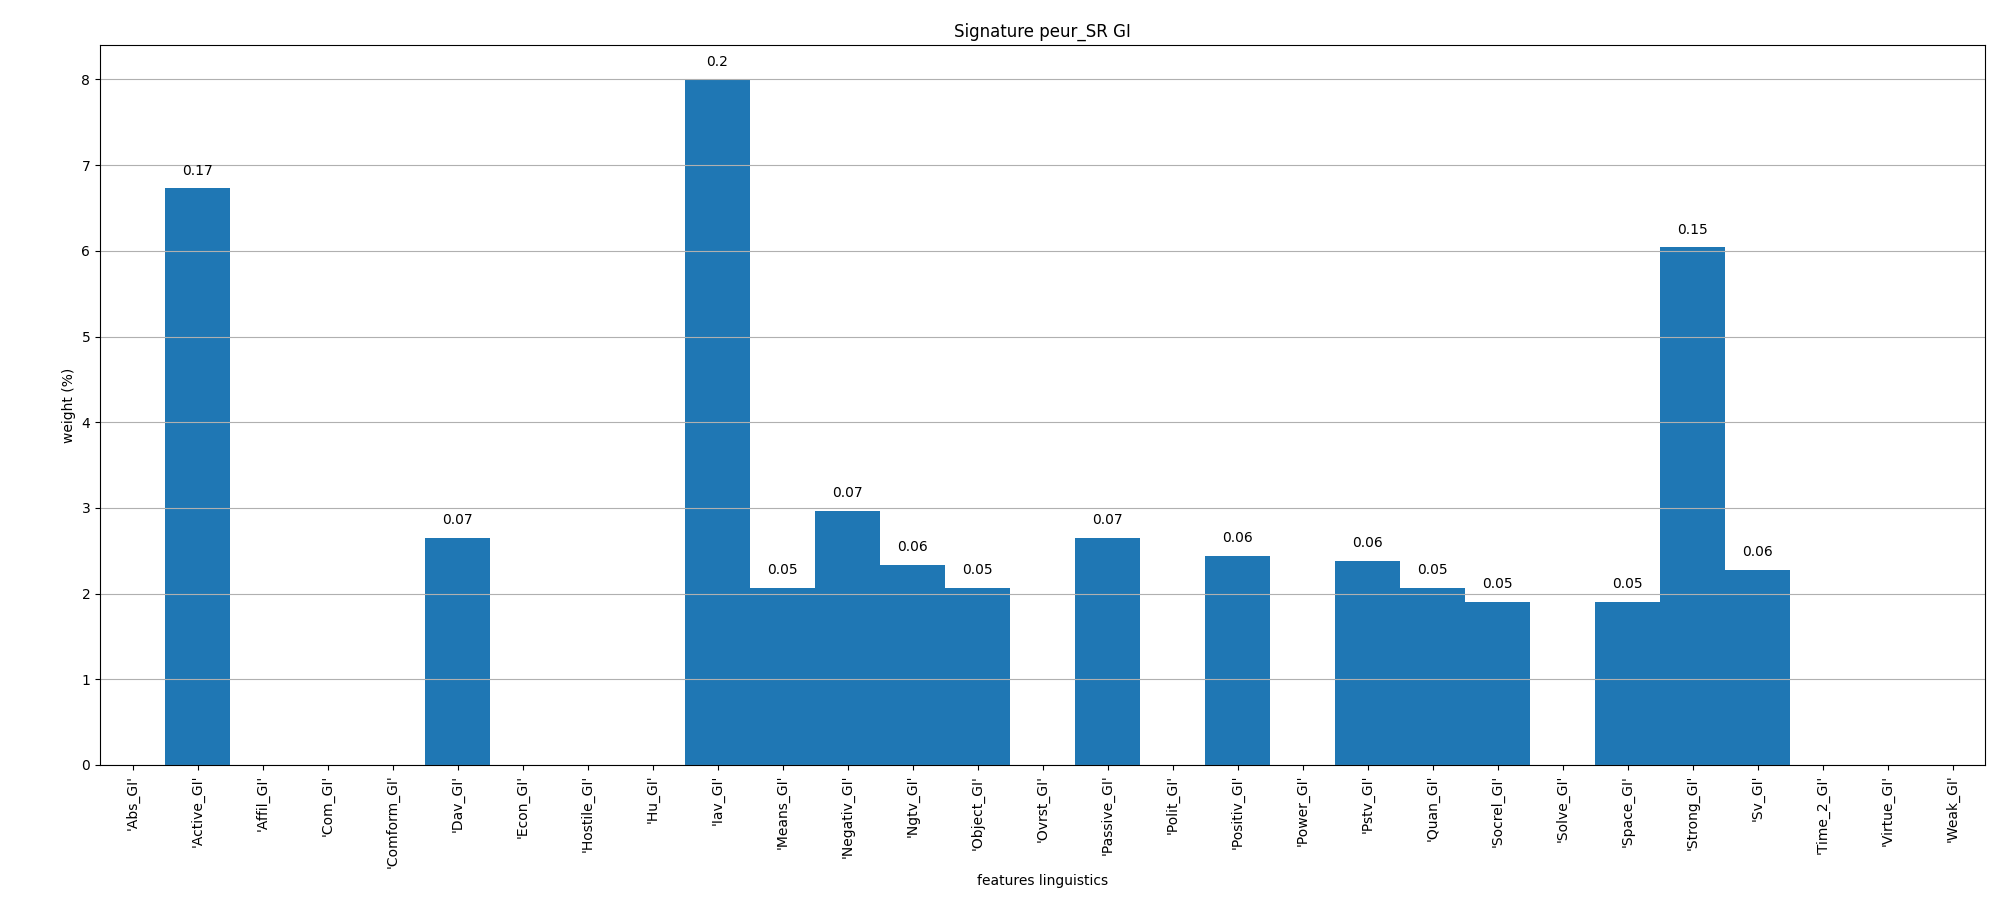 Signature peur_SR GI
weight (%)
8
7
6
5
4
3
2
1
0
0.17
0.07
0.2
0.05
0.07
0.06
0.05
0.07
0.06
0.06
0.05
0.05
0.05
0.15
0.06
'Abs_GI'
'Active_GI'
'Affil_GI'
'Com_GI'
'Comform_GI'
'Dav_GI'
'Econ_GI'
'Hostile_GI'
'Hu_GI'
'Iav_GI'
'Means_GI'
'Negativ_GI'
'Ngtv_GI'
'Object_GI'
'Ovrst_GI'
'Passive_GI'
'Polit_GI'
'Positiv_GI'
'Power_GI'
'Pstv_GI'
'Quan_GI'
'Socrel_GI'
'Solve_GI'
'Space_GI'
'Strong_GI'
'Sv_GI'
'Time_2_GI'
'Virtue_GI'
'Weak_GI'
features linguistics